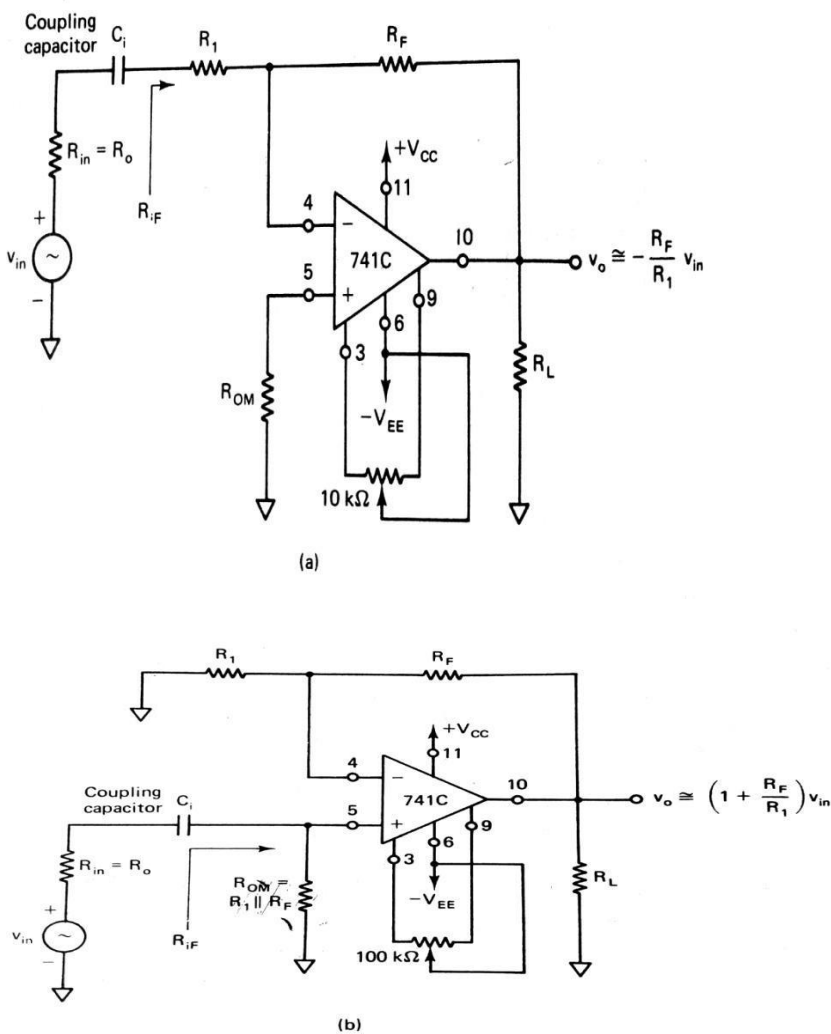 Coupling
capacitor
C_i
R_1
R_F
R_in = R_o
R_iF
+V_CC
11
4
−
741C
10
v_o ≅ − R_F/R_1 v_in
5
+
9
+
v_in
−
6
3
R_OM
−V_EE
R_L
10 kΩ
(a)
R_1
R_F
+V_CC
11
4
−
741C
10
v_o ≅ (1 + R_F/R_1) v_in
Coupling
capacitor
C_i
5
+
9
6
3
R_in = R_o
R_OM =
R_1 || R_F
−V_EE
R_L
+
v_in
−
R_iF
100 kΩ
(b)